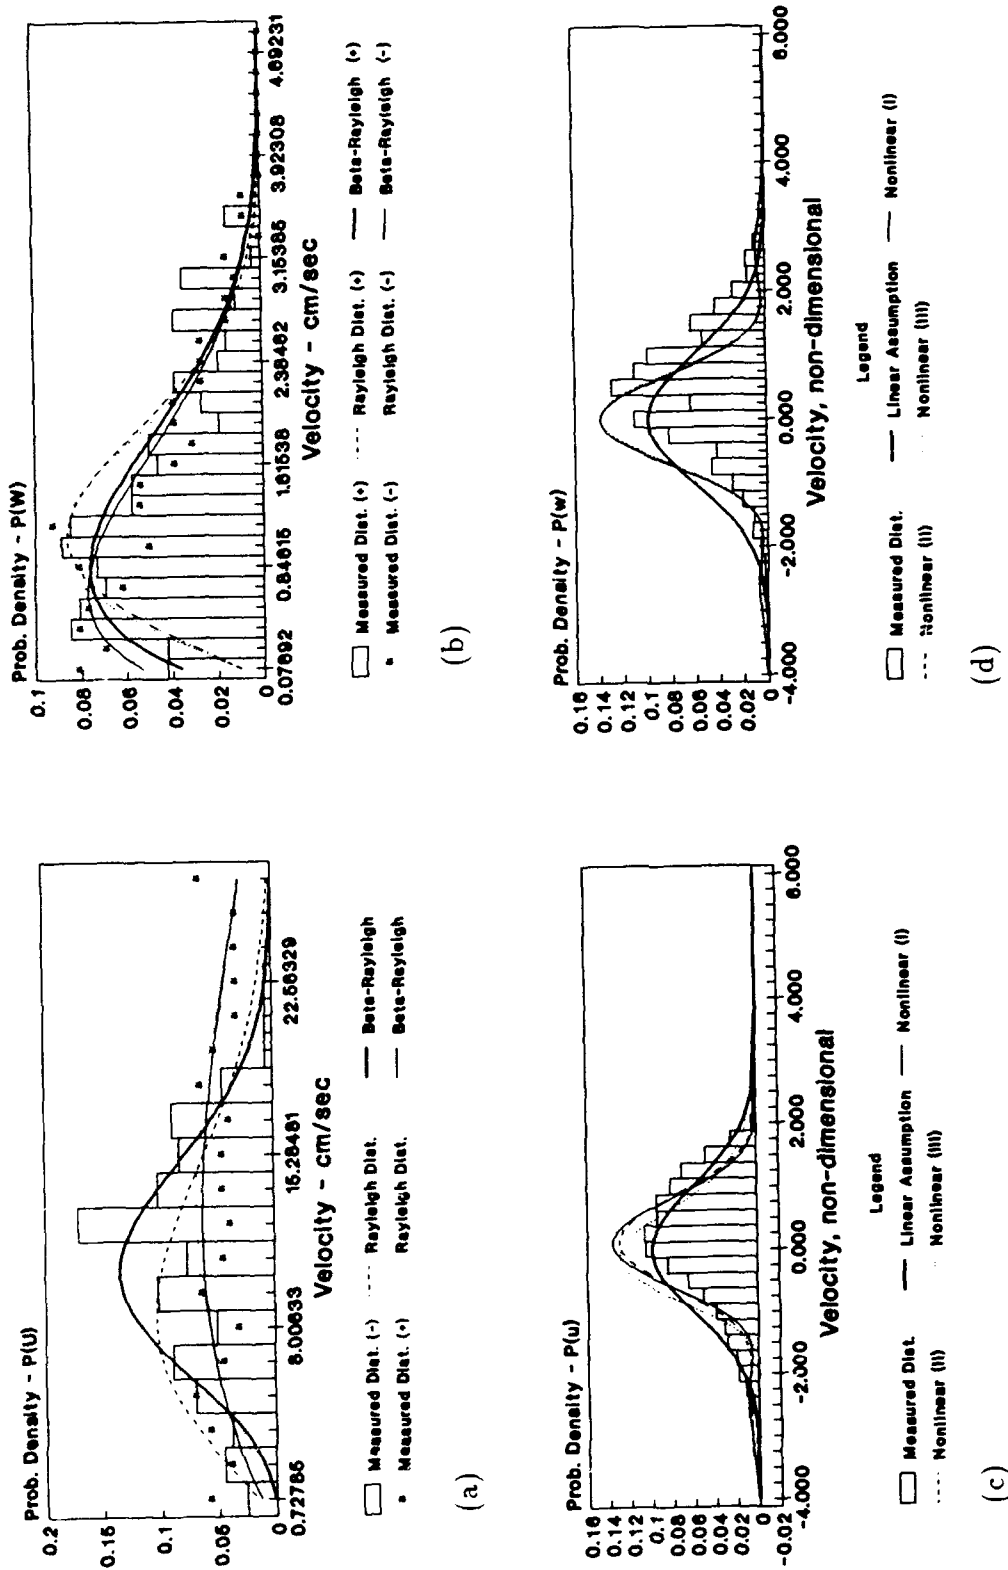 Prob. Density - P(U)
0.2
0.15
0.1
0.05
0
0.72785
8.00633
15.28481
22.56329
Velocity - cm/sec
Measured Dist. (-)
Rayleigh Dist.
Beta-Rayleigh
Measured Dist. (+)
Rayleigh Dist.
Beta-Rayleigh
(a)
Prob. Density - P(W)
0.1
0.08
0.06
0.04
0.02
0
0.07692
0.84615
1.61538
2.38462
3.15385
3.92308
4.69231
Velocity - cm/sec
Measured Dist. (+)
Rayleigh Dist. (+)
Beta-Rayleigh (+)
Measured Dist. (-)
Rayleigh Dist. (-)
Beta-Rayleigh (-)
(b)
Prob. Density - P(u)
0.16
0.14
0.12
0.1
0.08
0.06
0.04
0.02
0
-0.02
-4.000
-2.000
0.000
2.000
4.000
6.000
Velocity, non-dimensional
Legend
Measured Dist.
Linear Assumption
Nonlinear (I)
Nonlinear (II)
Nonlinear (III)
(c)
Prob. Density - P(w)
0.16
0.14
0.12
0.1
0.08
0.06
0.04
0.02
0
-4.000
-2.000
0.000
2.000
4.000
6.000
Velocity, non-dimensional
Legend
Measured Dist.
Linear Assumption
Nonlinear (I)
Nonlinear (II)
Nonlinear (III)
(d)